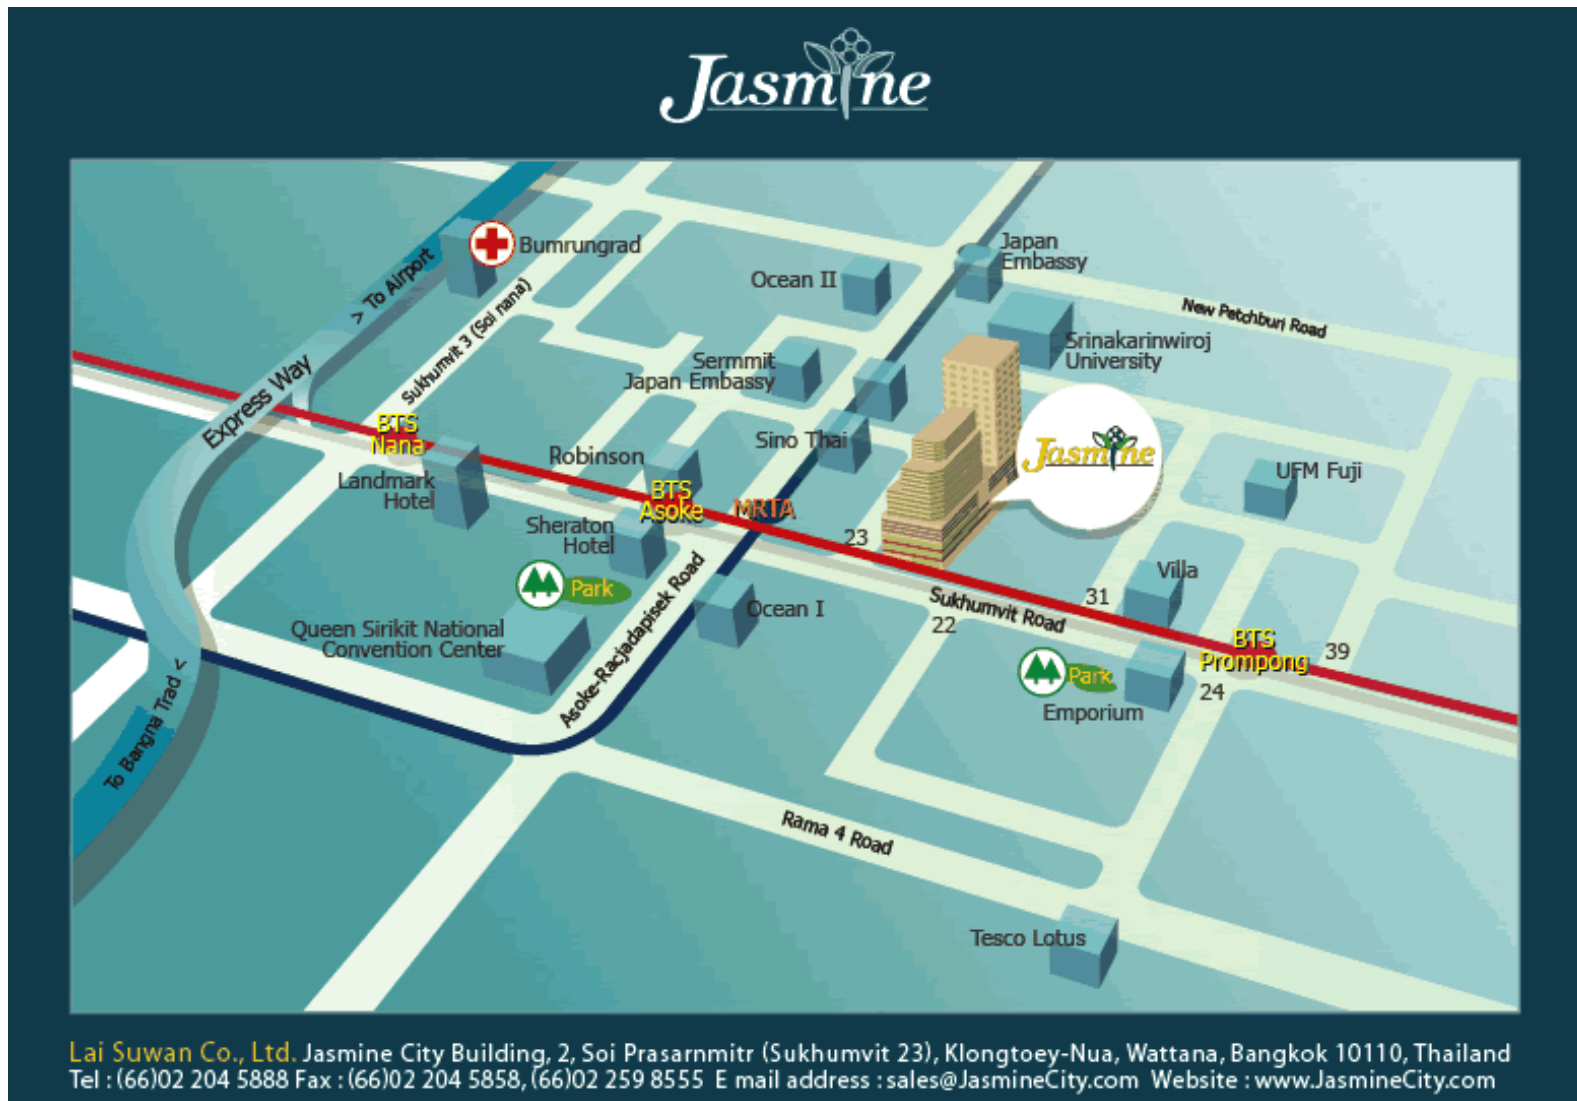 Jasmine
Bumrungrad
> To Airport
Sukhumvit 3 (Soi nana)
Express Way
Ocean II
Japan
Embassy
New Petchburi Road
Srinakarinwiroj
University
Sermmit
Japan Embassy
BTS
Nana
Landmark
Hotel
Robinson
Sino Thai
Jasmine
UFM Fuji
BTS
Asoke
MRTA
Sheraton
Hotel
23
Park
Villa
Ocean I
Sukhumvit Road
31
22
Queen Sirikit National
Convention Center
Asoke-Racjadapisek Road
BTS
Prompong
39
Park
24
Emporium
To Bangna Trad <
Rama 4 Road
Tesco Lotus
Lai Suwan Co., Ltd. Jasmine City Building, 2, Soi Prasarnmitr (Sukhumvit 23), Klongtoey-Nua, Wattana, Bangkok 10110, Thailand
Tel : (66)02 204 5888 Fax : (66)02 204 5858, (66)02 259 8555 E mail address : sales@JasmineCity.com Website : www.JasmineCity.com